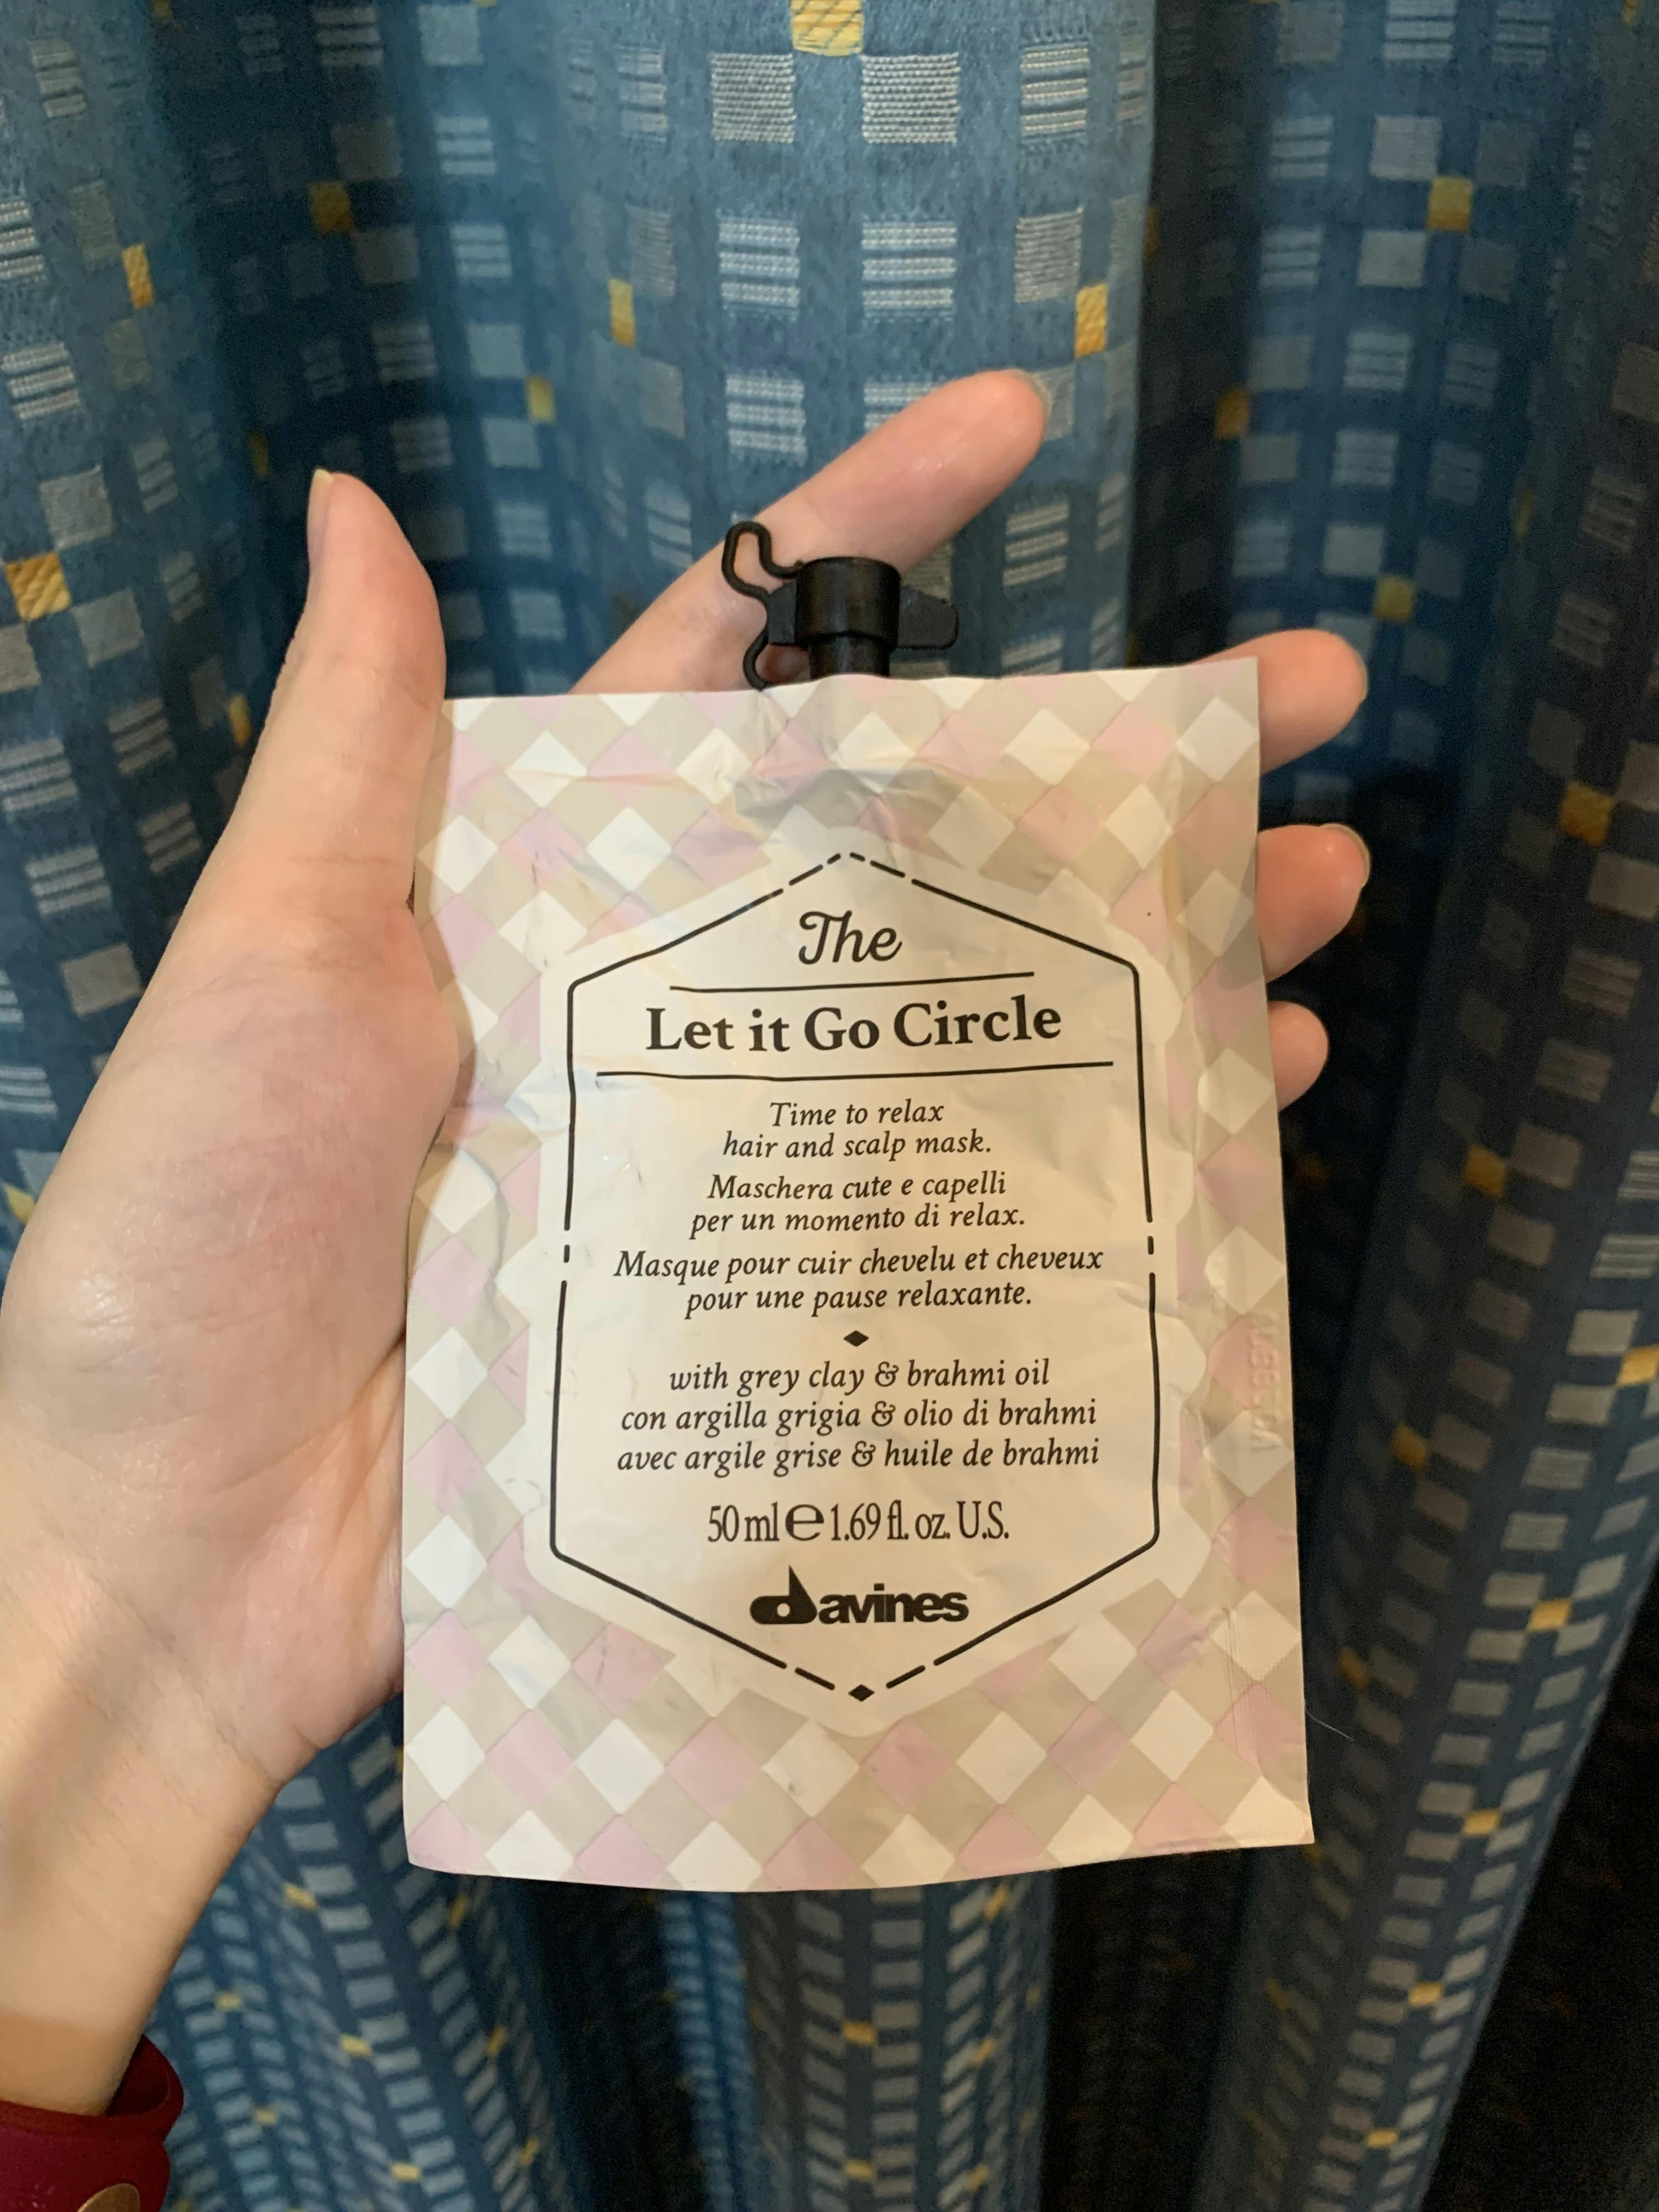 The
Let it Go Circle
Time to relax
hair and scalp mask.
Maschera cute e capelli
per un momento di relax.
Masque pour cuir chevelu et cheveux
pour une pause relaxante.
with grey clay & brahmi oil
con argilla grigia & olio di brahmi
avec argile grise & huile de brahmi
50 ml ℮ 1.69 fl. oz. U.S.
davines